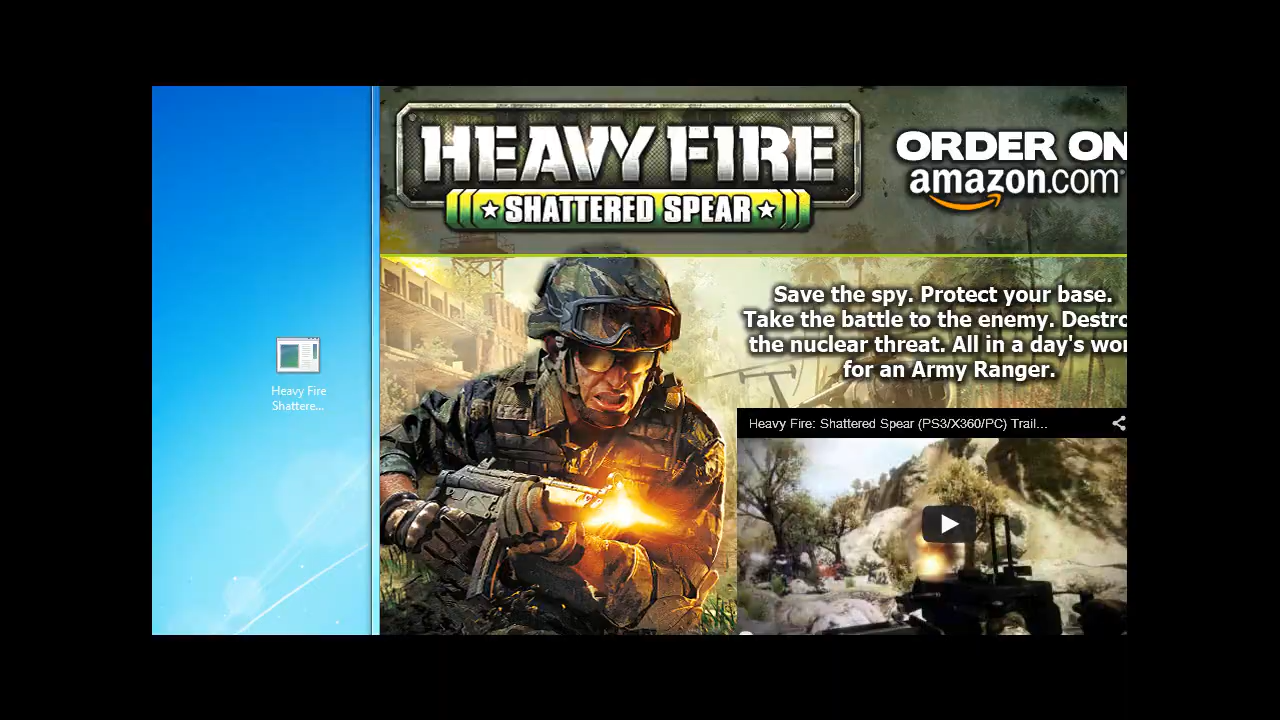 HEAVY FIRE
SHATTERED SPEAR
ORDER ON
amazon.com
Save the spy. Protect your base.
Take the battle to the enemy. Destro
the nuclear threat. All in a day's wor
for an Army Ranger.
Heavy Fire: Shattered Spear (PS3/X360/PC) Trail...
Heavy Fire
Shattere...